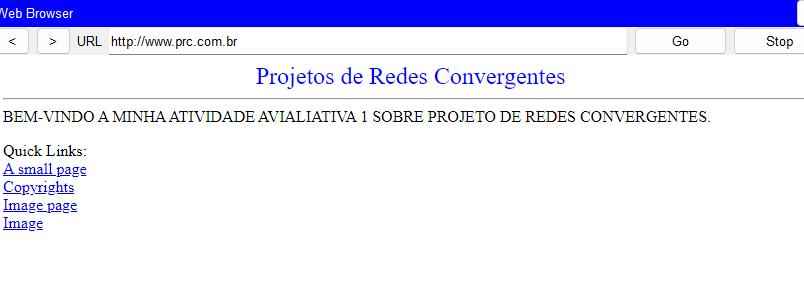 Web Browser
< > URL http://www.prc.com.br Go Stop
Projetos de Redes Convergentes
BEM-VINDO A MINHA ATIVIDADE AVIALIATIVA 1 SOBRE PROJETO DE REDES CONVERGENTES.
Quick Links:
A small page
Copyrights
Image page
Image